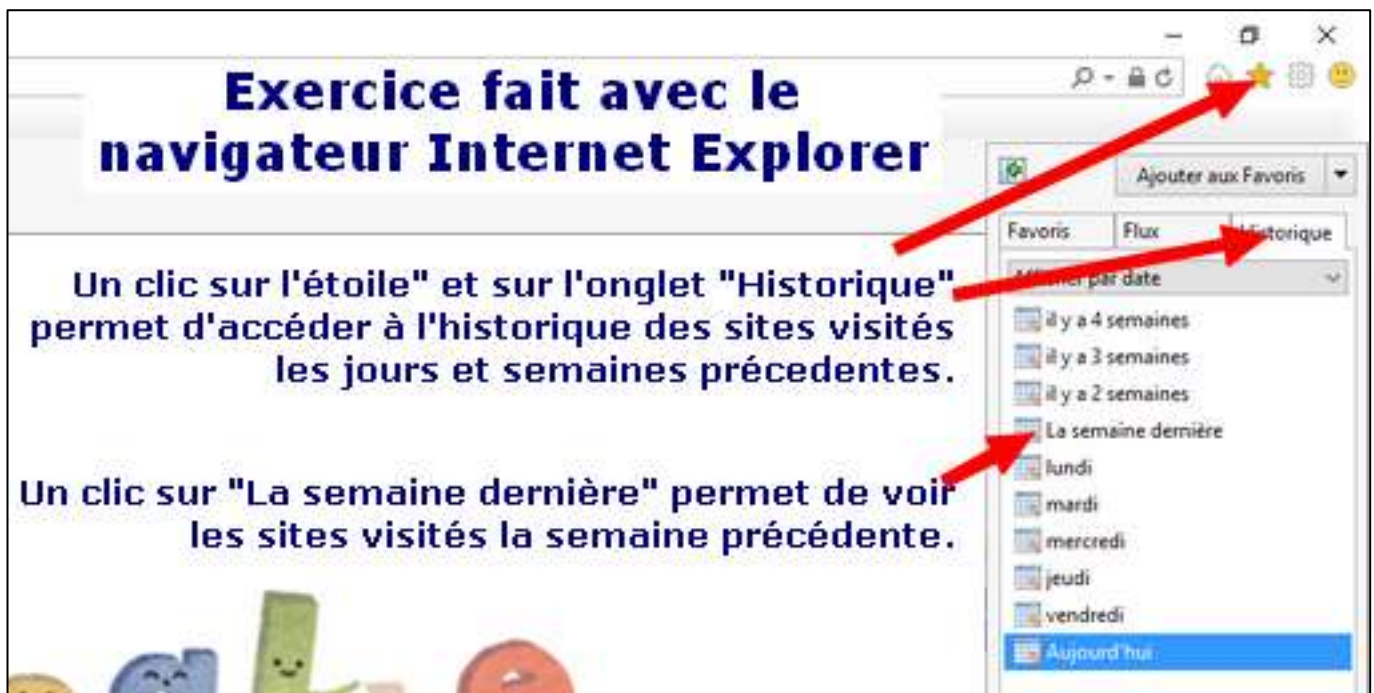 Exercice fait avec le
navigateur Internet Explorer
Ajouter aux Favoris
Favoris Flux Historique
Un clic sur l'étoile" et sur l'onglet "Historique"
permet d'accéder à l'historique des sites visités
les jours et semaines précedentes.
Afficher par date
il y a 4 semaines
il y a 3 semaines
il y a 2 semaines
La semaine dernière
lundi
mardi
mercredi
jeudi
vendredi
Aujourd'hui
Un clic sur "La semaine dernière" permet de voir
les sites visités la semaine précédente.